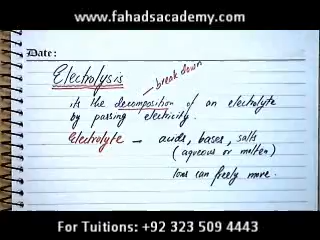 www.fahadsacademy.com
Date:
Electrolysis
break down
its the decomposition of an electrolyte
by passing electricity.
Electrolyte - acids, bases, salts
(aqueous or molten)
Ions can freely move.
For Tuitions: +92 323 509 4443